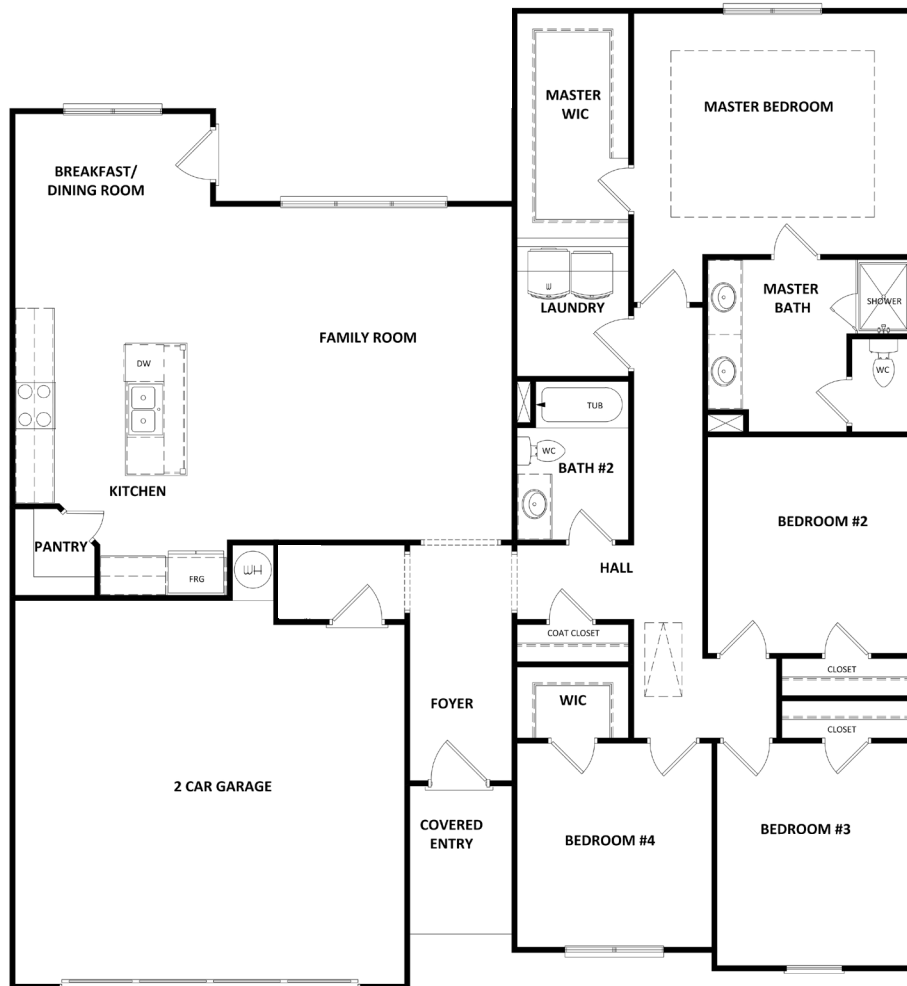 MASTER
WIC
MASTER BEDROOM
BREAKFAST/
DINING ROOM
W
LAUNDRY
MASTER
BATH
SHOWER
FAMILY ROOM
DW
WC
TUB
WC
BATH #2
KITCHEN
BEDROOM #2
PANTRY
FRG
WH
HALL
COAT CLOSET
CLOSET
WIC
FOYER
CLOSET
2 CAR GARAGE
COVERED
ENTRY
BEDROOM #4
BEDROOM #3